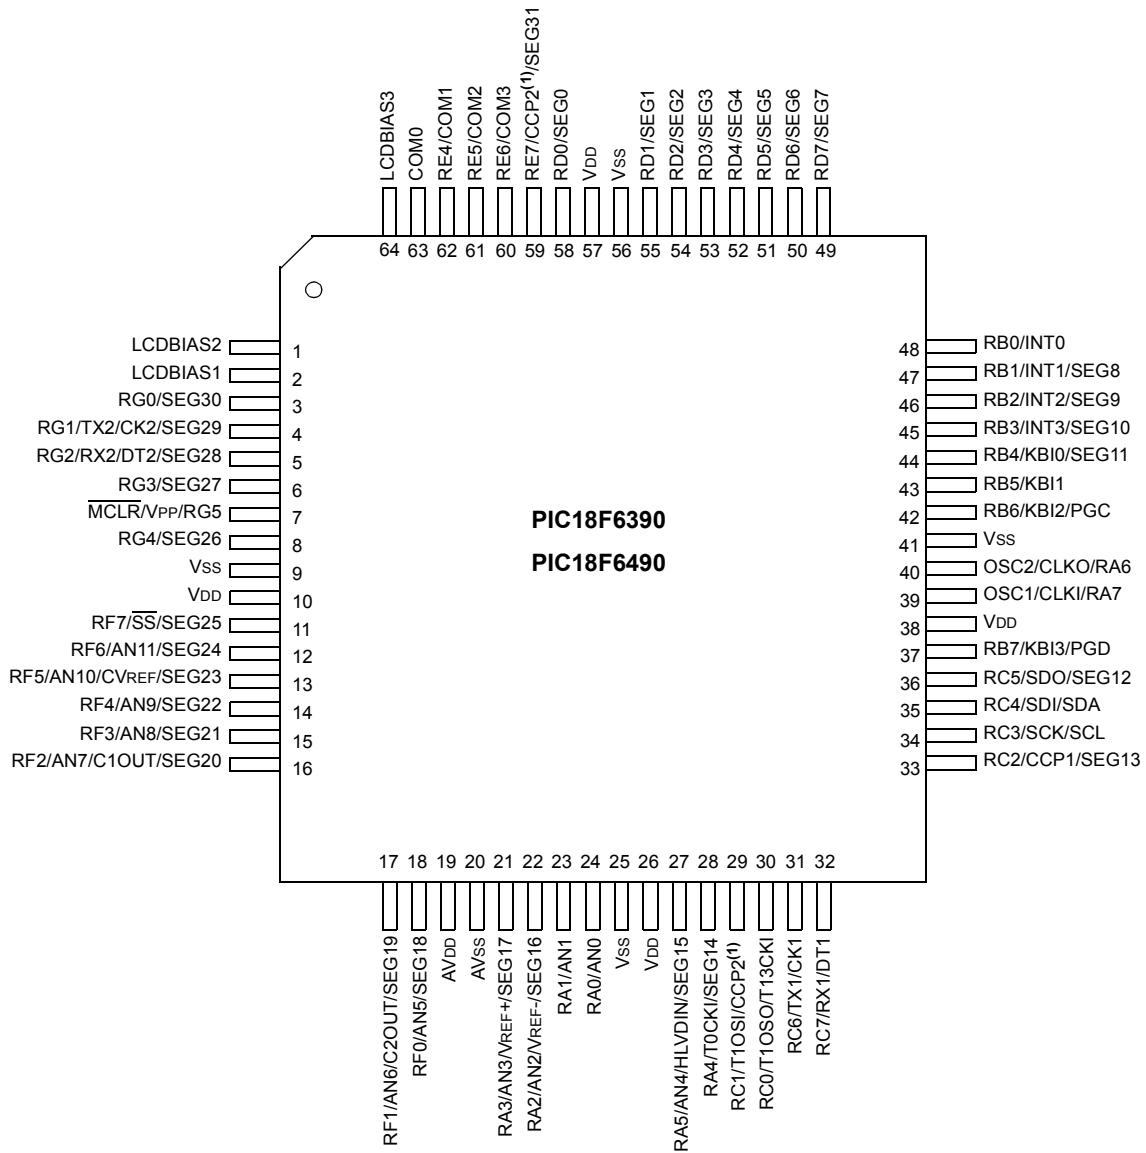 LCDBIAS3
COM0
RE4/COM1
RE5/COM2
RE6/COM3
RE7/CCP2(1)/SEG31
RD0/SEG0
VDD
VSS
RD1/SEG1
RD2/SEG2
RD3/SEG3
RD4/SEG4
RD5/SEG5
RD6/SEG6
RD7/SEG7
64 63 62 61 60 59 58 57 56 55 54 53 52 51 50 49
LCDBIAS2 1
LCDBIAS1 2
RG0/SEG30 3
RG1/TX2/CK2/SEG29 4
RG2/RX2/DT2/SEG28 5
RG3/SEG27 6
MCLR/VPP/RG5 7
RG4/SEG26 8
VSS 9
VDD 10
RF7/SS/SEG25 11
RF6/AN11/SEG24 12
RF5/AN10/CVREF/SEG23 13
RF4/AN9/SEG22 14
RF3/AN8/SEG21 15
RF2/AN7/C1OUT/SEG20 16
PIC18F6390
PIC18F6490
48 RB0/INT0
47 RB1/INT1/SEG8
46 RB2/INT2/SEG9
45 RB3/INT3/SEG10
44 RB4/KBI0/SEG11
43 RB5/KBI1
42 RB6/KBI2/PGC
41 VSS
40 OSC2/CLKO/RA6
39 OSC1/CLKI/RA7
38 VDD
37 RB7/KBI3/PGD
36 RC5/SDO/SEG12
35 RC4/SDI/SDA
34 RC3/SCK/SCL
33 RC2/CCP1/SEG13
17 18 19 20 21 22 23 24 25 26 27 28 29 30 31 32
RF1/AN6/C2OUT/SEG19
RF0/AN5/SEG18
AVDD
AVSS
RA3/AN3/VREF+/SEG17
RA2/AN2/VREF-/SEG16
RA1/AN1
RA0/AN0
VSS
VDD
RA5/AN4/HLVDIN/SEG15
RA4/T0CKI/SEG14
RC1/T1OSI/CCP2(1)
RC0/T1OSO/T13CKI
RC6/TX1/CK1
RC7/RX1/DT1